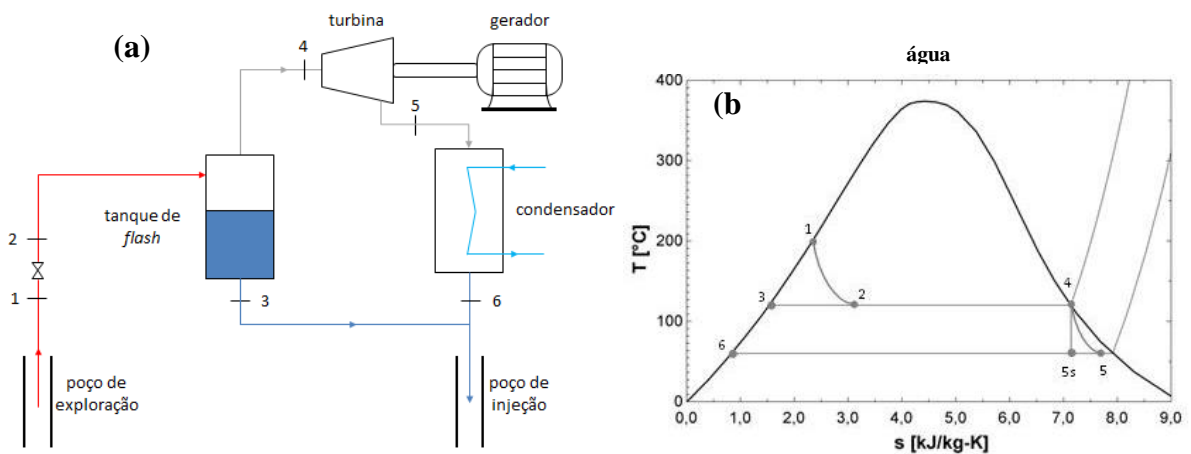 (a)
turbina
gerador
4
5
tanque de
flash
condensador
2
1
3
6
poço de
exploração
poço de
injeção
água
(b)
T [°C]
400
300
200
100
0
1
2
3
4
5s
5
6
0,0 1,0 2,0 3,0 4,0 5,0 6,0 7,0 8,0 9,0
s [kJ/kg-K]